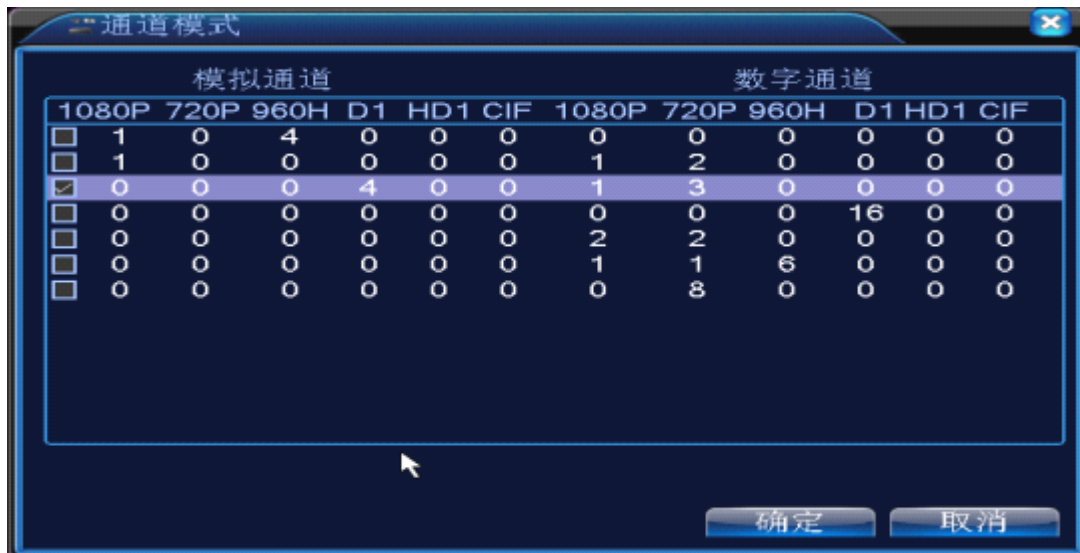 通道模式
模拟通道 数字通道
1080P 720P 960H D1 HD1 CIF 1080P 720P 960H D1 HD1 CIF
1 0 4 0 0 0 0 0 0 0 0 0
1 0 0 0 0 0 1 2 0 0 0 0
0 0 0 4 0 0 1 3 0 0 0 0
0 0 0 0 0 0 0 0 0 16 0 0
0 0 0 0 0 0 2 2 0 0 0 0
0 0 0 0 0 0 1 1 6 0 0 0
0 0 0 0 0 0 0 8 0 0 0 0
确定 取消